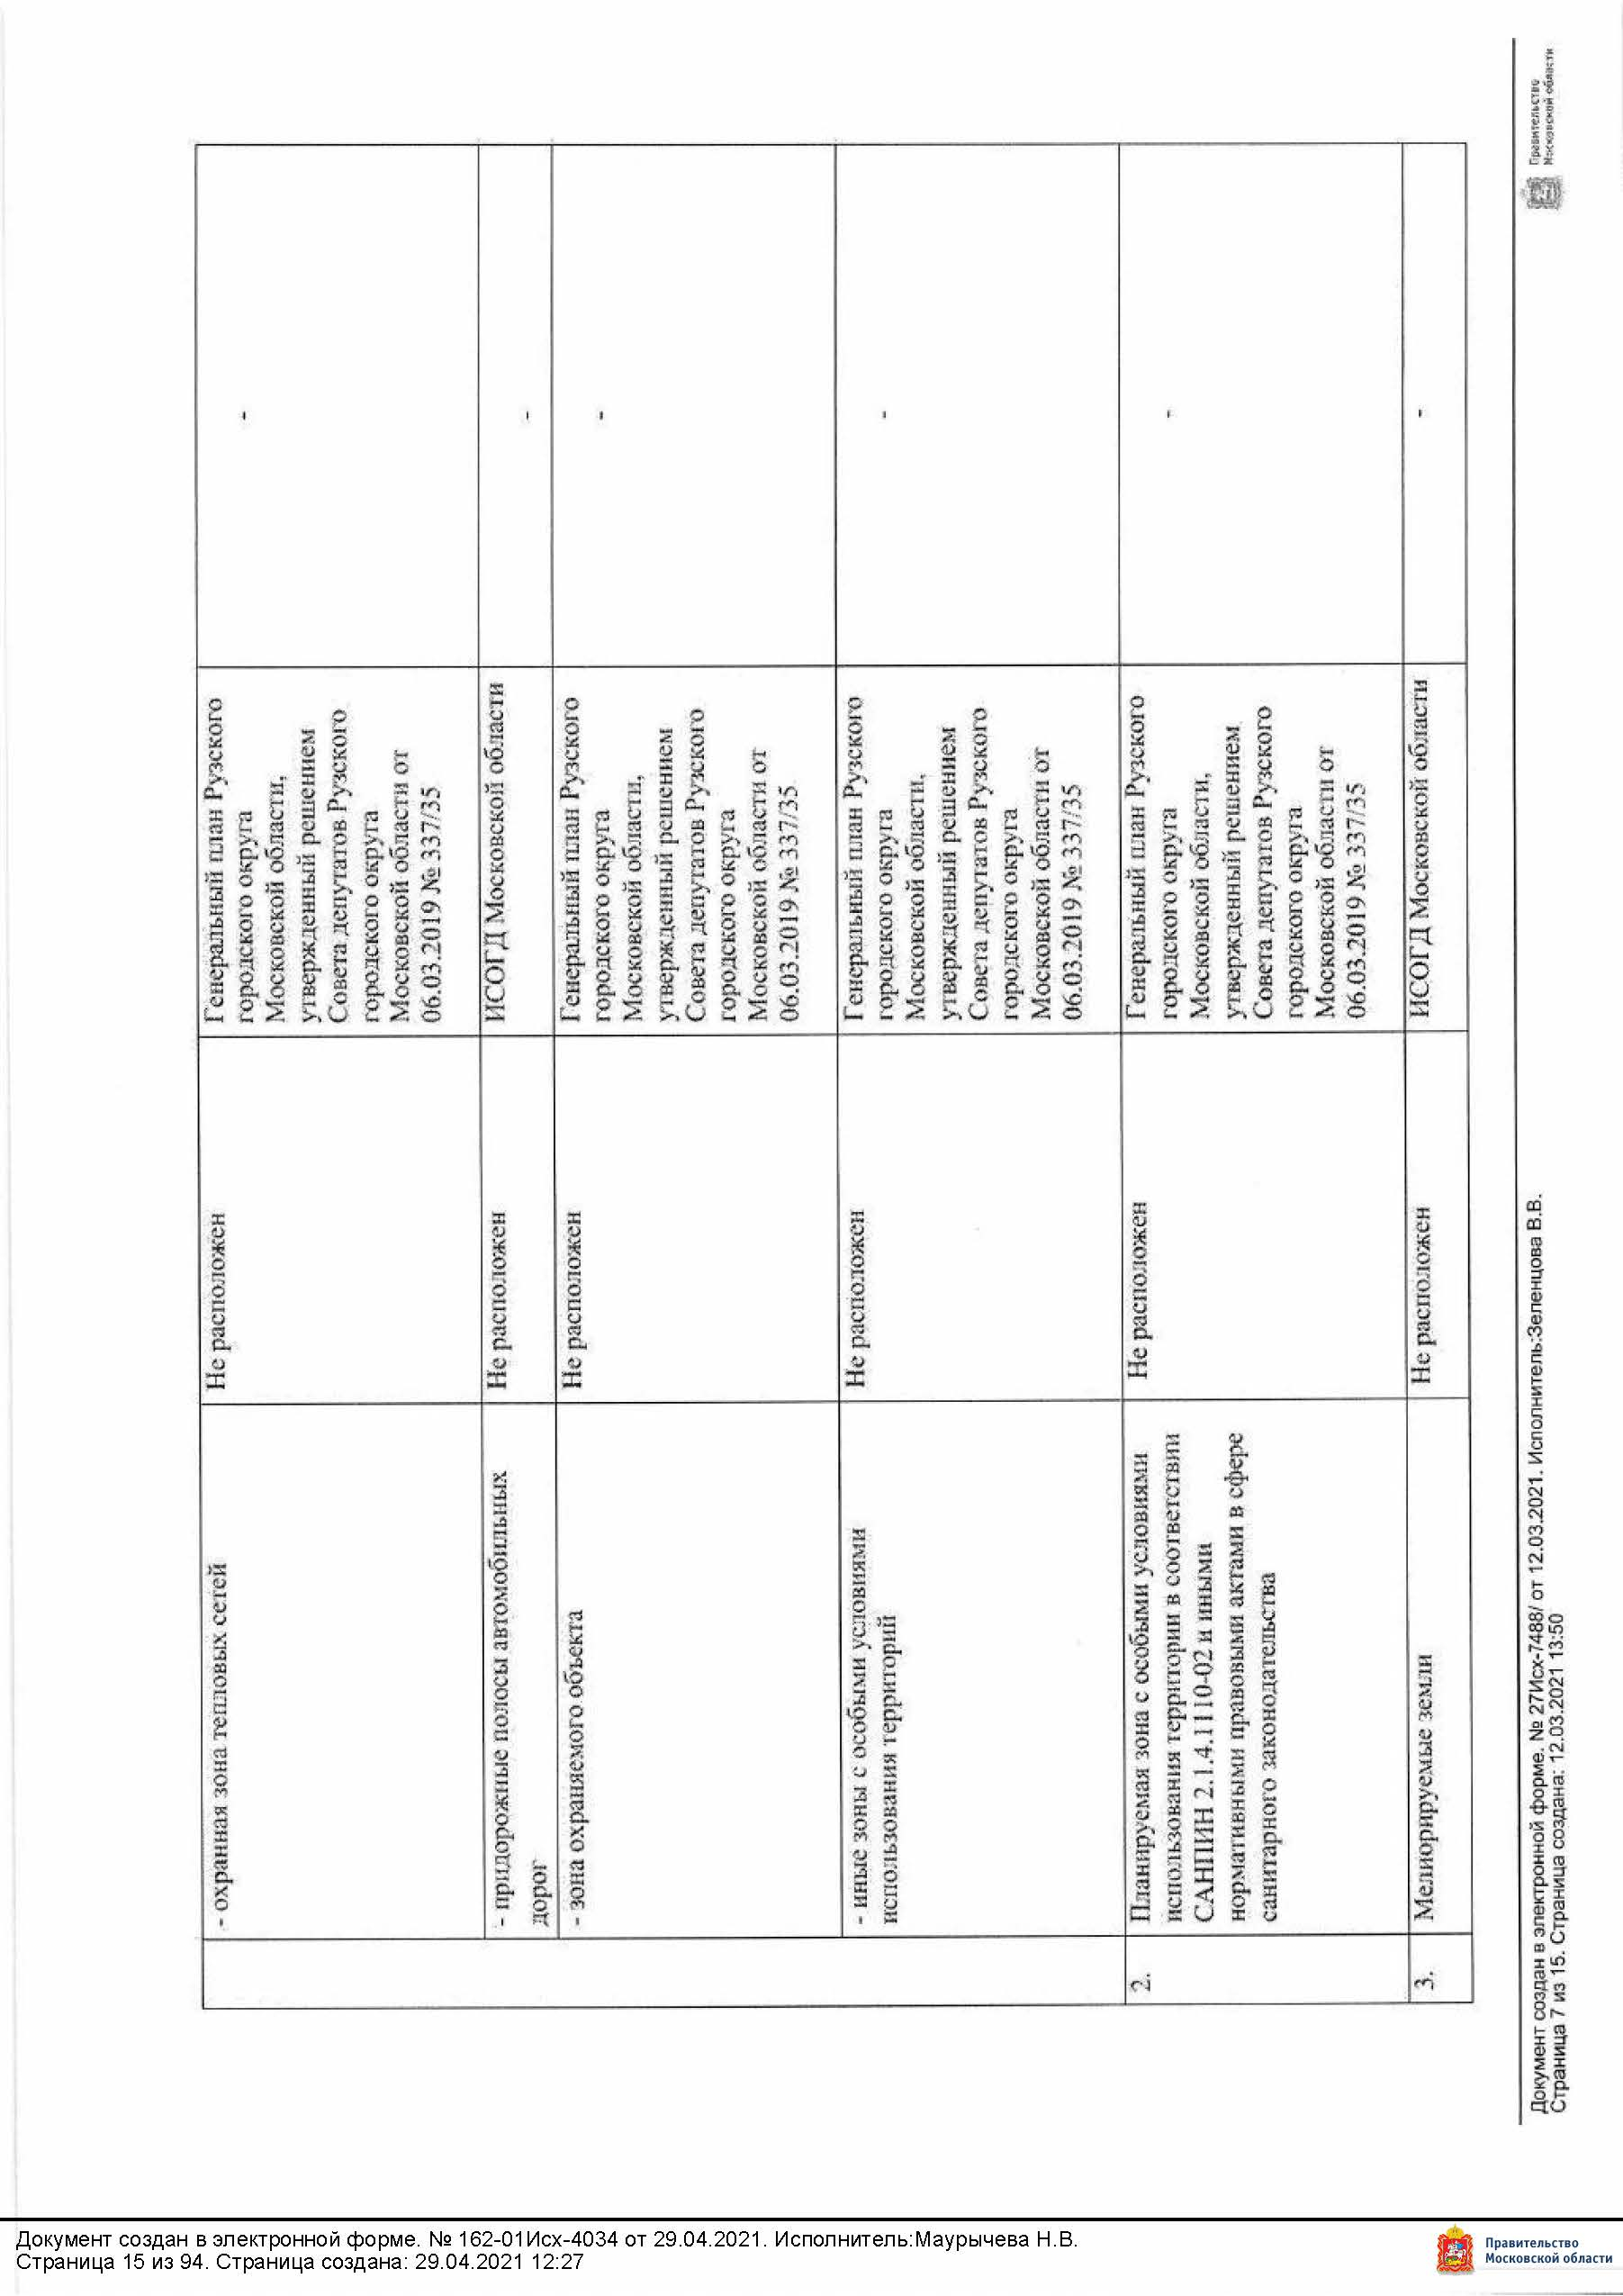 - охранная зона тепловых сетей
Не расположен
Генеральный план Рузского
городского округа
Московской области,
утвержденный решением
Совета депутатов Рузского
городского округа
Московской области от
06.03.2019 № 337/35
-
- придорожные полосы автомобильных
дорог
Не расположен
ИСОГД Московской области
-
- зона охраняемого объекта
Не расположен
Генеральный план Рузского
городского округа
Московской области,
утвержденный решением
Совета депутатов Рузского
городского округа
Московской области от
06.03.2019 № 337/35
-
- иные зоны с особыми условиями
использования территорий
Не расположен
Генеральный план Рузского
городского округа
Московской области,
утвержденный решением
Совета депутатов Рузского
городского округа
Московской области от
06.03.2019 № 337/35
-
2.
Планируемая зона с особыми условиями
использования территории в соответствии
САНПИН 2.1.4.1110-02 и иными
нормативными правовыми актами в сфере
санитарного законодательства
Не расположен
Генеральный план Рузского
городского округа
Московской области,
утвержденный решением
Совета депутатов Рузского
городского округа
Московской области от
06.03.2019 № 337/35
-
3.
Мелиорируемые земли
Не расположен
ИСОГД Московской области
-
Документ создан в электронной форме. № 27Исх-7488/ от 12.03.2021. Исполнитель:Зеленцова В.В.
Страница 7 из 15. Страница создана: 12.03.2021 13:50
Правительство
Московской области
Документ создан в электронной форме. № 162-01Исх-4034 от 29.04.2021. Исполнитель:Маурычева Н.В.
Страница 15 из 94. Страница создана: 29.04.2021 12:27
Правительство
Московской области